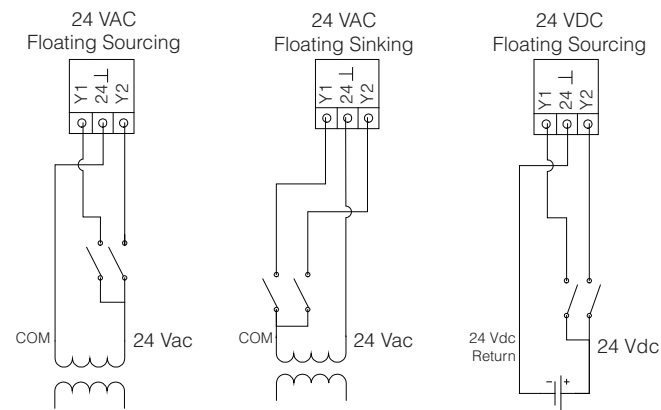 24 VAC
Floating Sourcing
Y1
24 ⊥
Y2
COM
24 Vac
24 VAC
Floating Sinking
Y1
24 ⊥
Y2
COM
24 Vac
24 VDC
Floating Sourcing
Y1
24 ⊥
Y2
24 Vdc
Return
- +
24 Vdc